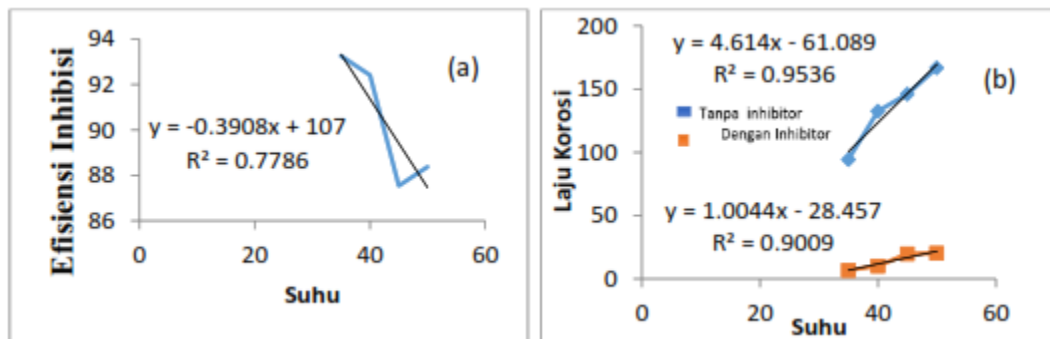 94
92
90
88
86
Efisiensi Inhibisi
(a)
y = -0.3908x + 107
R² = 0.7786
0 20 40 60
Suhu
200
150
100
50
0
Laju Korosi
(b)
y = 4.614x - 61.089
R² = 0.9536
Tanpa inhibitor
Dengan Inhibitor
y = 1.0044x - 28.457
R² = 0.9009
0 20 40 60
Suhu